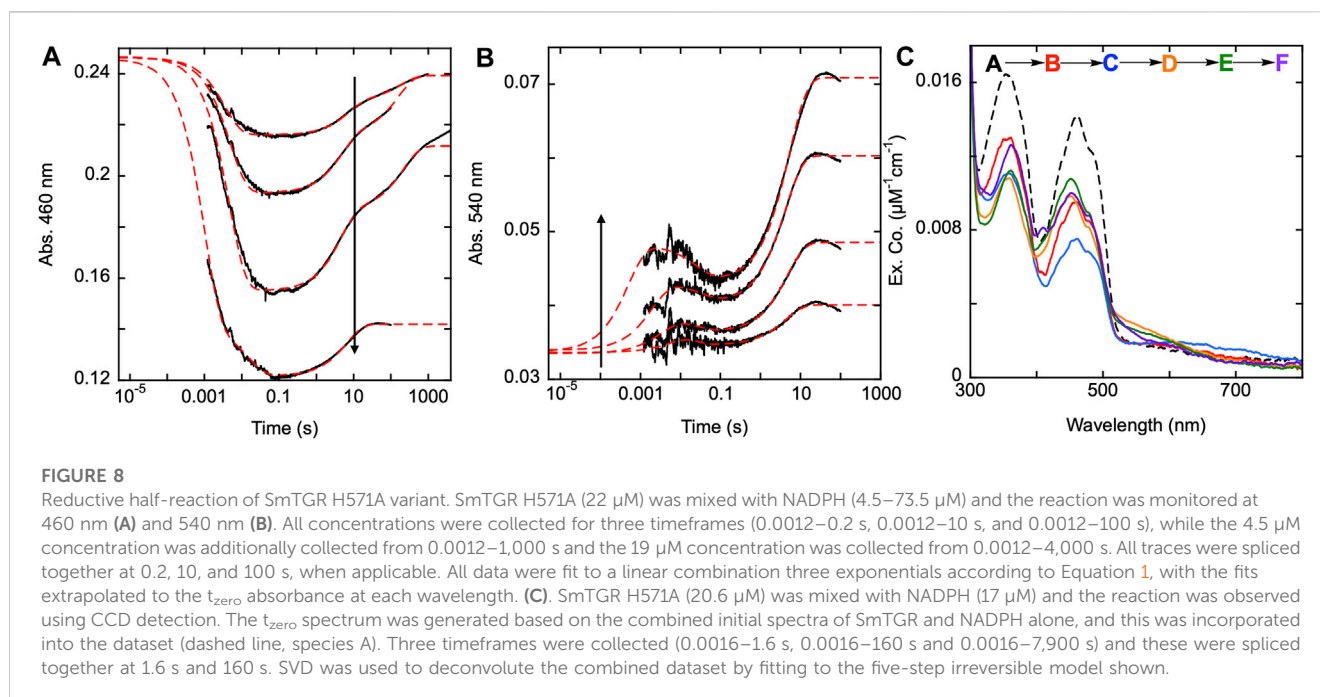 A
0.24
0.2
0.16
0.12
Abs. 460 nm
10-5
0.001
0.1
10
1000
Time (s)
B
0.07
0.05
0.03
Abs. 540 nm
10-5
0.001
0.1
10
1000
Time (s)
C
A B C D E F
0.016
0.008
0
Ex. Co. (µM-1cm-1)
300
500
700
Wavelength (nm)
FIGURE 8
Reductive half-reaction of SmTGR H571A variant. SmTGR H571A (22 µM) was mixed with NADPH (4.5–73.5 µM) and the reaction was monitored at
460 nm (A) and 540 nm (B). All concentrations were collected for three timeframes (0.0012–0.2 s, 0.0012–10 s, and 0.0012–100 s), while the 4.5 µM
concentration was additionally collected from 0.0012–1,000 s and the 19 µM concentration was collected from 0.0012–4,000 s. All traces were spliced
together at 0.2, 10, and 100 s, when applicable. All data were fit to a linear combination three exponentials according to Equation 1, with the fits
extrapolated to the tzero absorbance at each wavelength. (C). SmTGR H571A (20.6 µM) was mixed with NADPH (17 µM) and the reaction was observed
using CCD detection. The tzero spectrum was generated based on the combined initial spectra of SmTGR and NADPH alone, and this was incorporated
into the dataset (dashed line, species A). Three timeframes were collected (0.0016–1.6 s, 0.0016–160 s and 0.0016–7,900 s) and these were spliced
together at 1.6 s and 160 s. SVD was used to deconvolute the combined dataset by fitting to the five-step irreversible model shown.